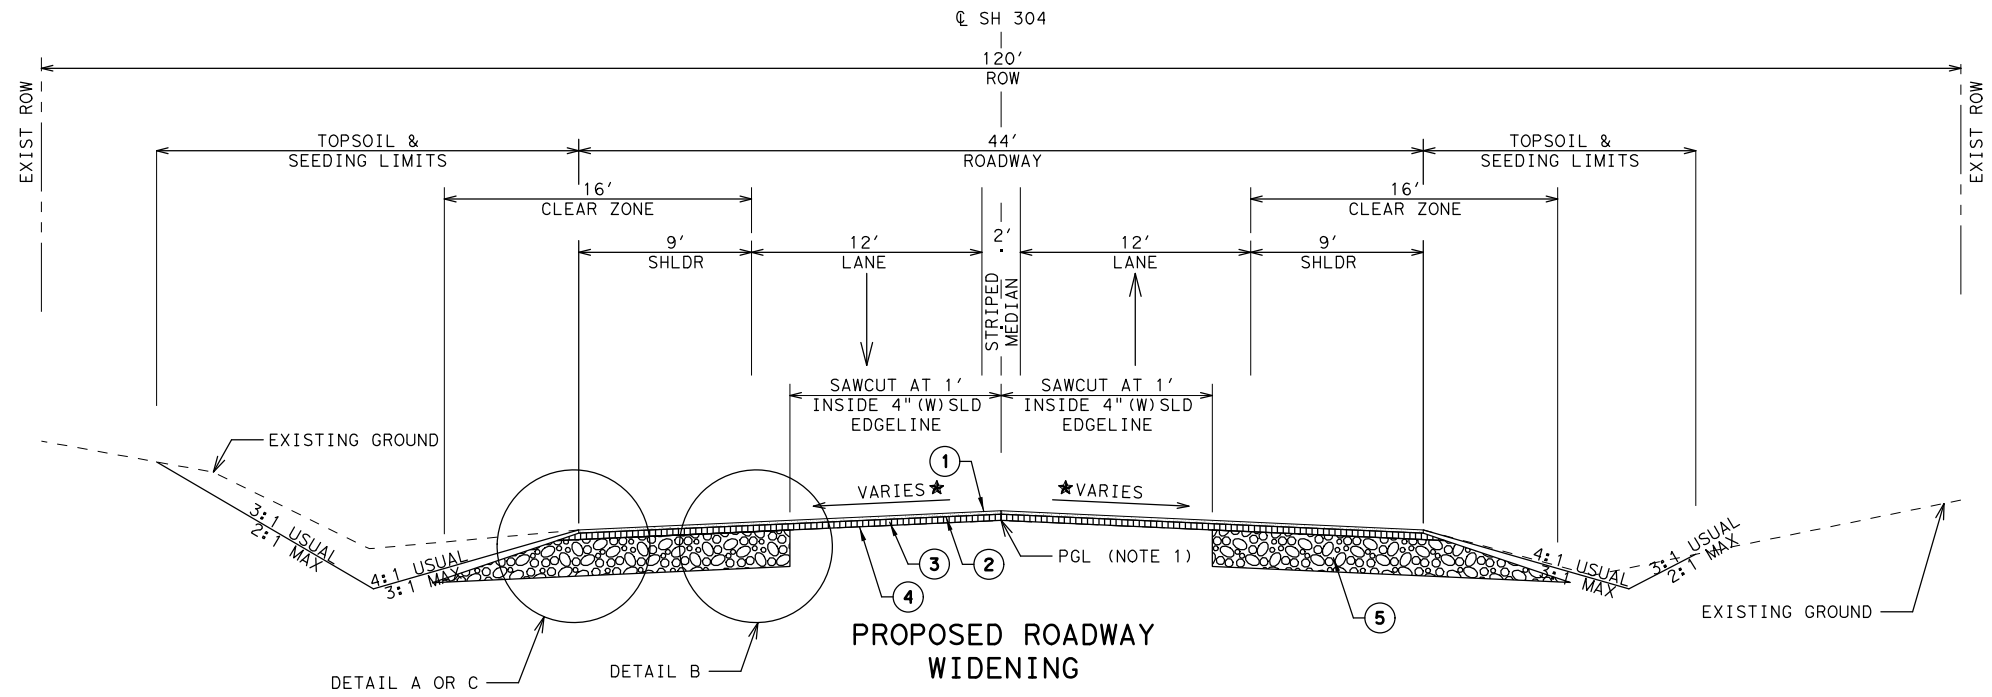 ℄ SH 304
120'
ROW
EXIST ROW
EXIST ROW
TOPSOIL &
SEEDING LIMITS
44'
ROADWAY
TOPSOIL &
SEEDING LIMITS
16'
CLEAR ZONE
16'
CLEAR ZONE
9'
SHLDR
12'
LANE
2'
STRIPED
MEDIAN
12'
LANE
9'
SHLDR
SAWCUT AT 1'
INSIDE 4"(W)SLD
EDGELINE
SAWCUT AT 1'
INSIDE 4"(W)SLD
EDGELINE
EXISTING GROUND
1
VARIES★
★VARIES
3:1 USUAL
2:1 MAX
4:1 USUAL
3:1 MAX
PGL (NOTE 1)
4:1 USUAL
3:1 MAX
3:1 USUAL
2:1 MAX
3
2
4
5
EXISTING GROUND
PROPOSED ROADWAY
WIDENING
DETAIL A OR C
DETAIL B